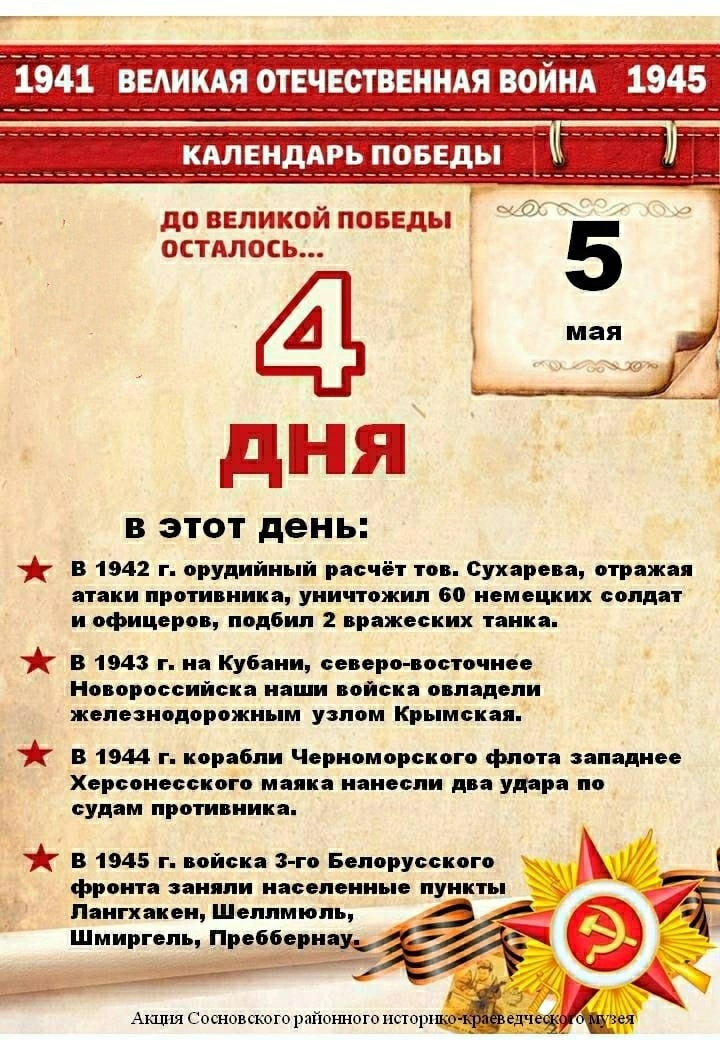 1941 ВЕЛИКАЯ ОТЕЧЕСТВЕННАЯ ВОЙНА 1945
КАЛЕНДАРЬ ПОБЕДЫ
ДО ВЕЛИКОЙ ПОБЕДЫ
ОСТАЛОСЬ...
4
дня
5
мая
в этот день:
В 1942 г. орудийный расчёт тов. Сухарева, отражая
атаки противника, уничтожил 60 немецких солдат
и офицеров, подбил 2 вражеских танка.
В 1943 г. на Кубани, северо-восточнее
Новороссийска наши войска овладели
железнодорожным узлом Крымская.
В 1944 г. корабли Черноморского флота западнее
Херсонесского маяка нанесли два удара по
судам противника.
В 1945 г. войска 3-го Белорусского
фронта заняли населенные пункты
Лангхакен, Шеллмюль,
Шмиргель, Преббернау.
Акция Сосновского районного историко-краеведческого музея